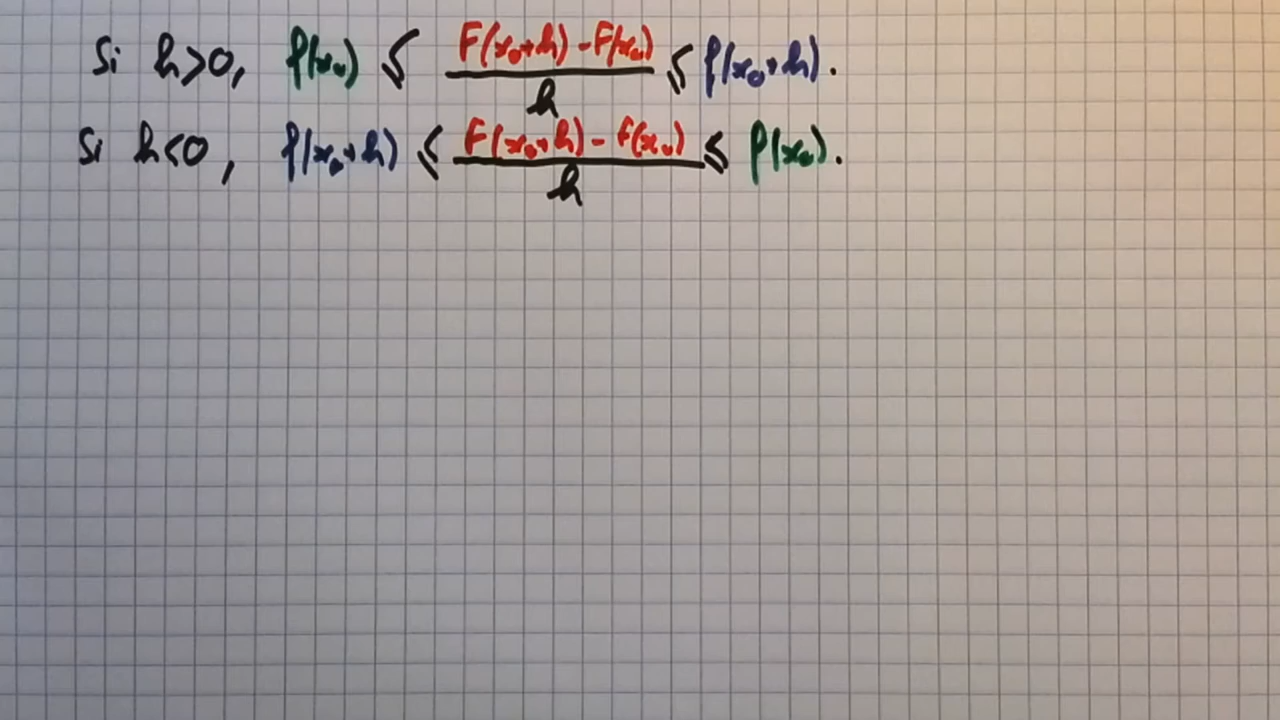 Si h>0, f(x₀) ⩽ F(x₀+h) - F(x₀) / h ⩽ f(x₀+h).
Si h<0, f(x₀+h) ⩽ F(x₀+h) - F(x₀) / h ⩽ f(x₀).